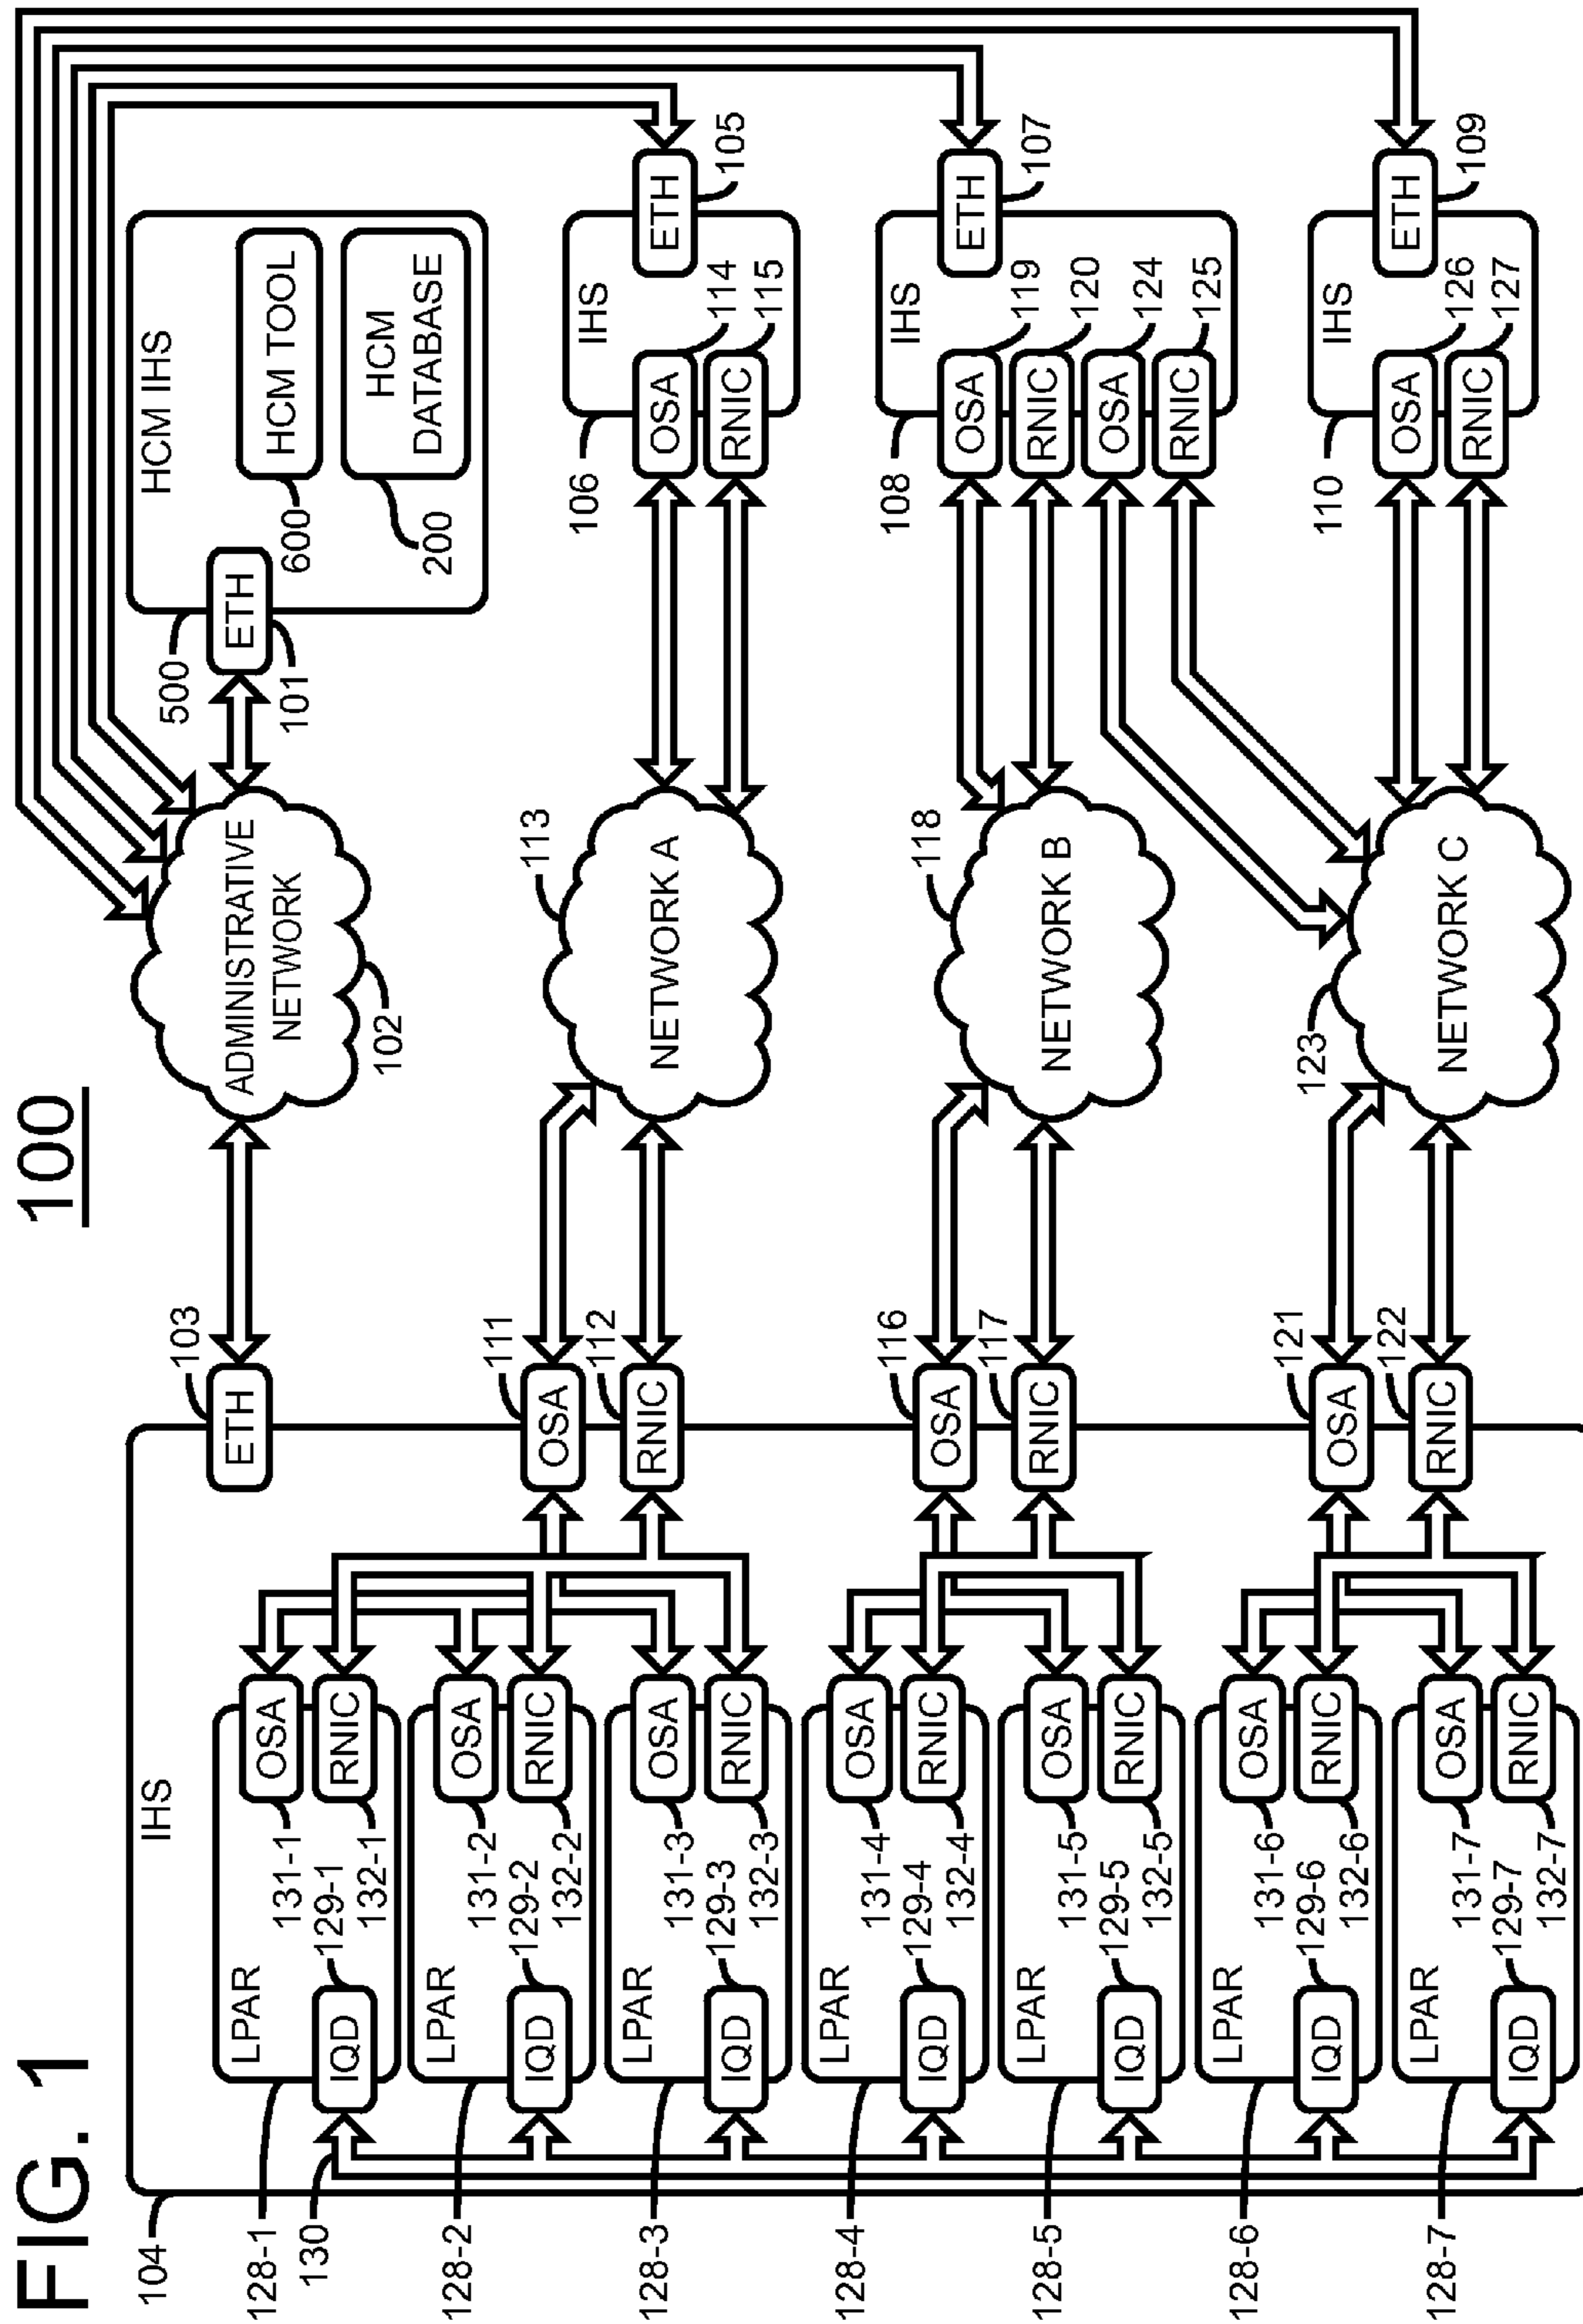 FIG. 1
100
104
IHS
103
ETH
ADMINISTRATIVE
NETWORK
102
500
ETH
101
HCM IHS
600
HCM TOOL
200
HCM
DATABASE
128-1
LPAR
131-1
OSA
130
IQD
129-1
132-1
RNIC
128-2
LPAR
131-2
OSA
IQD
129-2
132-2
RNIC
128-3
LPAR
131-3
OSA
IQD
129-3
132-3
RNIC
111
OSA
112
RNIC
113
NETWORK A
106
IHS
OSA
114
RNIC
115
ETH
105
128-4
LPAR
131-4
OSA
IQD
129-4
132-4
RNIC
128-5
LPAR
131-5
OSA
IQD
129-5
132-5
RNIC
116
OSA
117
RNIC
118
NETWORK B
108
IHS
OSA
119
RNIC
120
OSA
124
RNIC
125
ETH
107
128-6
LPAR
131-6
OSA
IQD
129-6
132-6
RNIC
128-7
LPAR
131-7
OSA
IQD
129-7
132-7
RNIC
121
OSA
122
RNIC
123
NETWORK C
110
IHS
OSA
126
RNIC
127
ETH
109